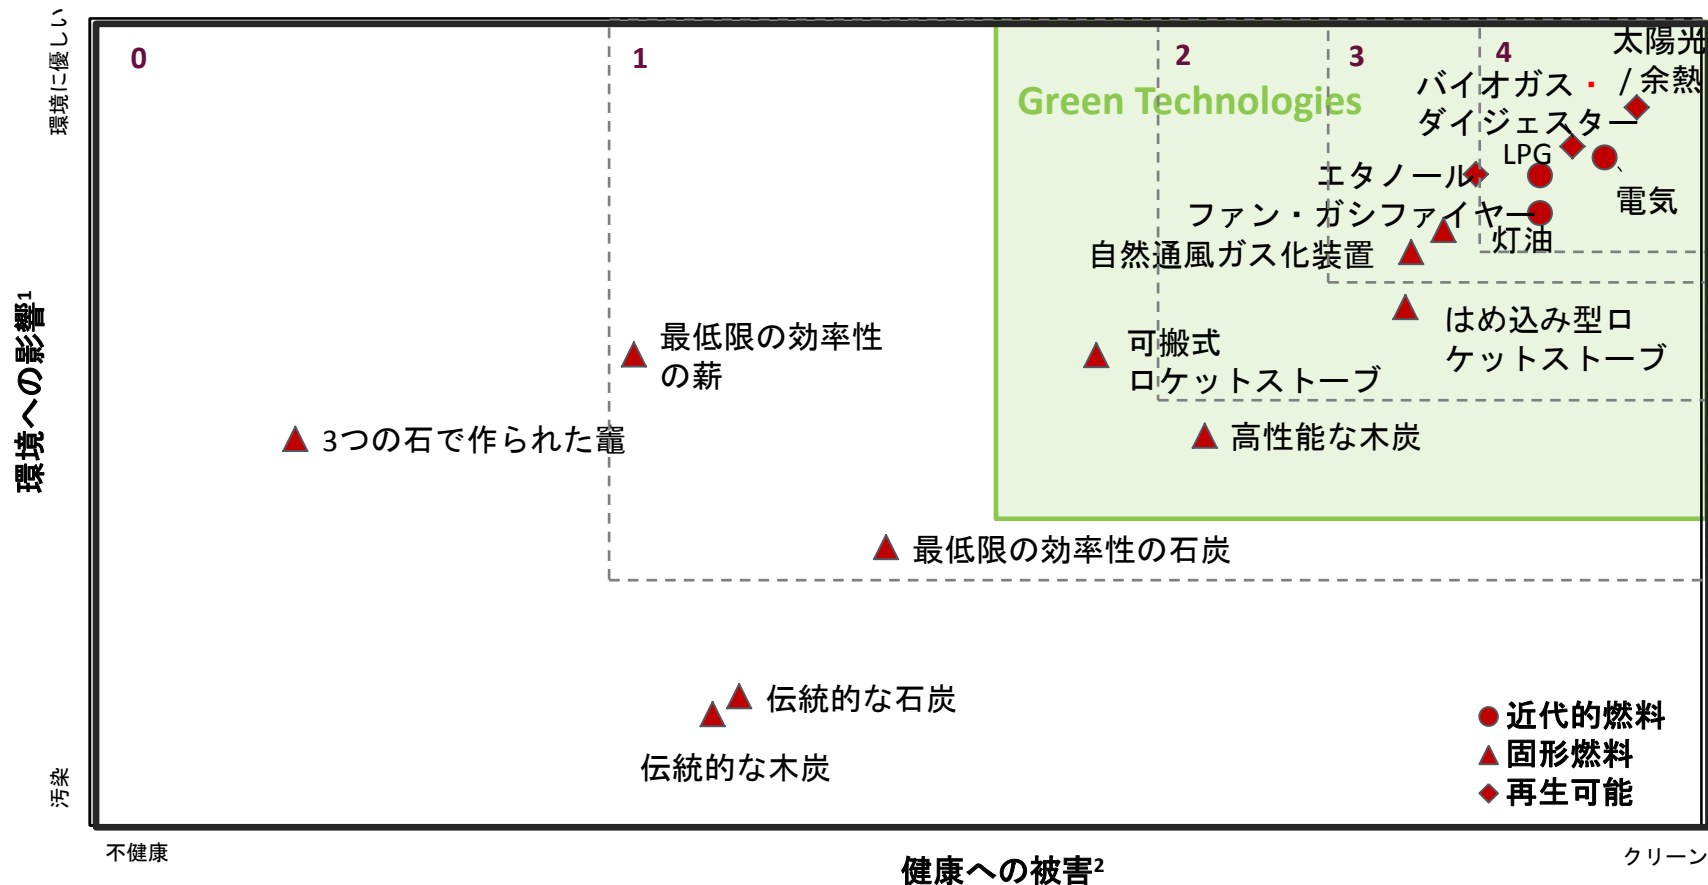 環境に優しい
0
1
2
3
4
太陽光
/ 余熱
バイオガス・
ダイジェスター
Green Technologies
LPG
エタノール
、
電気
ファン・ガシファイヤー
灯油
自然通風ガス化装置
はめ込み型ロ
ケットストーブ
可搬式
ロケットストーブ
最低限の効率性
の薪
環境への影響1
3つの石で作られた竈
高性能な木炭
最低限の効率性の石炭
伝統的な石炭
伝統的な木炭
近代的燃料
固形燃料
再生可能
汚染
不健康
健康への被害2
クリーン